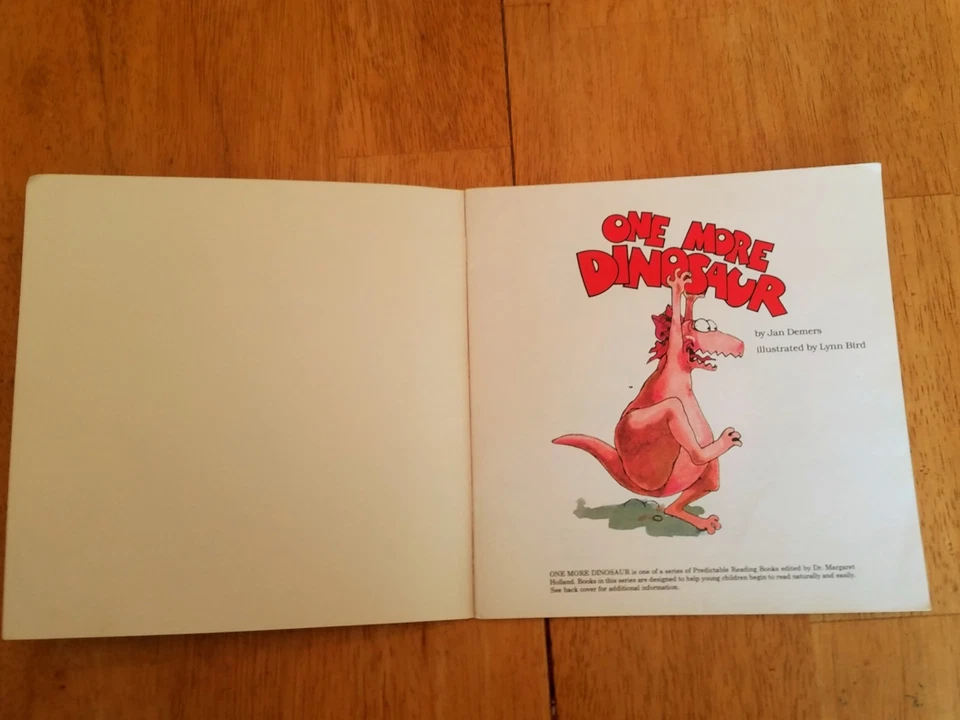 ONE MORE
DINOSAUR
by Jan Demers
illustrated by Lynn Bird
ONE MORE DINOSAUR is one of a series of Predictable Reading Books edited by Dr. Margaret
Holland. Books in this series are designed to help young children begin to read naturally and easily.
See back cover for additional information.